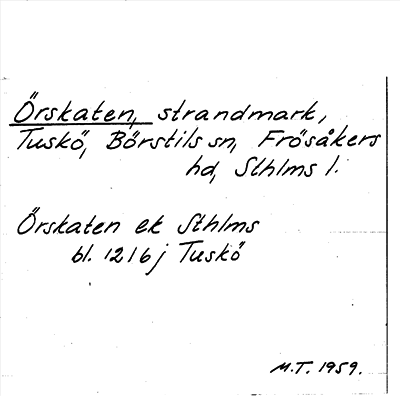 Örskaten, strandmark,
Tuskö, Börstils sn, Frösåkers
hd, Sthlms l.
Örskaten ek Sthlms
bl. 1216j Tuskö
M.T. 1959.